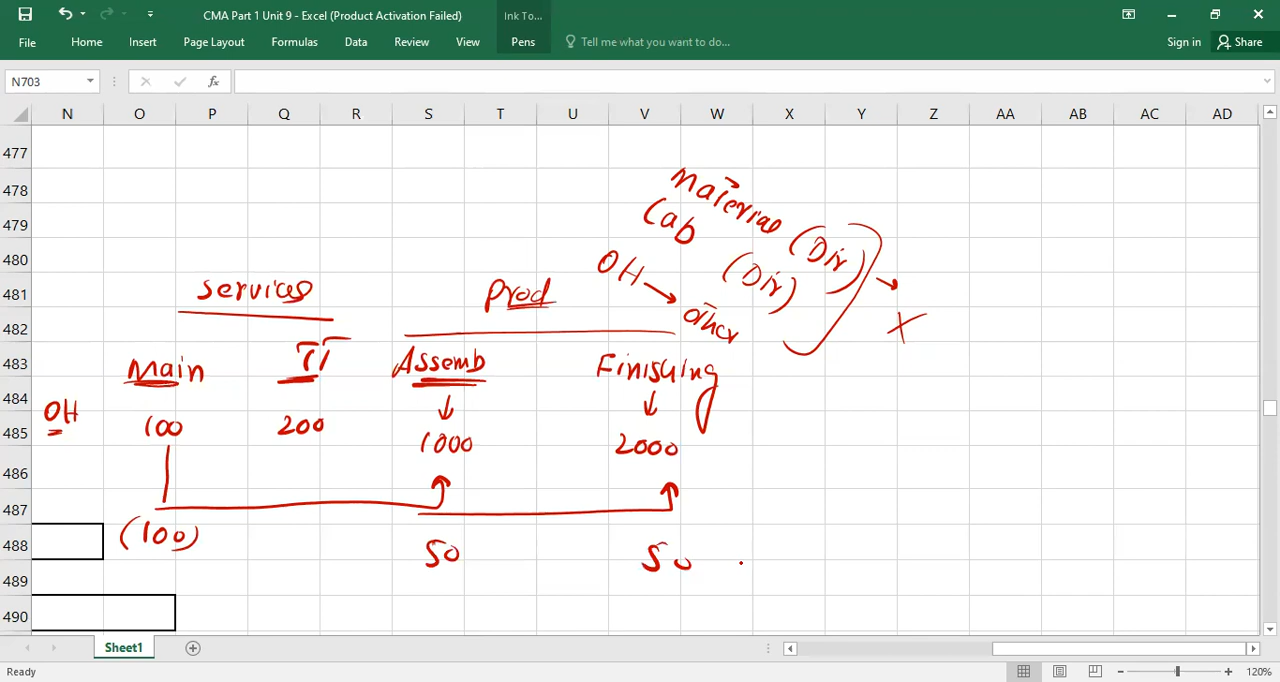 CMA Part 1 Unit 9 - Excel (Product Activation Failed)
Ink To...
File Home Insert Page Layout Formulas Data Review View Pens Tell me what you want to do... Sign in Share
N703
fx
N O P Q R S T U V W X Y Z AA AB AC AD
477
478
479
480
481
482
483
484
485
486
487
488
489
490
Material (Dir)
Lab (Dir)
OH → other
X
services
Prod
Main IT Assemb Finishing
OH 100 200 1000 2000
(100) 50 50
Sheet1
Ready
120%